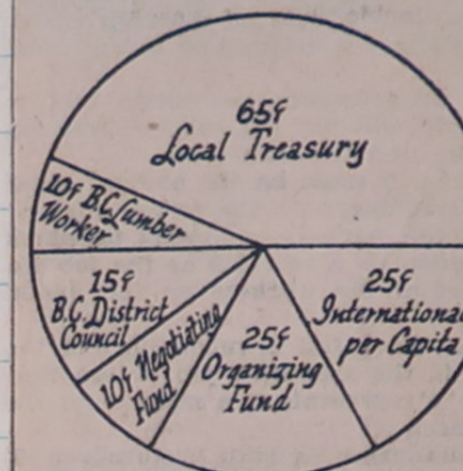 65¢
Local Treasury
10¢ B.C. Lumber
Worker
15¢
B.C. District
Council
10¢ Negotiating
Fund
25¢
Organizing
Fund
25¢
International
per Capita